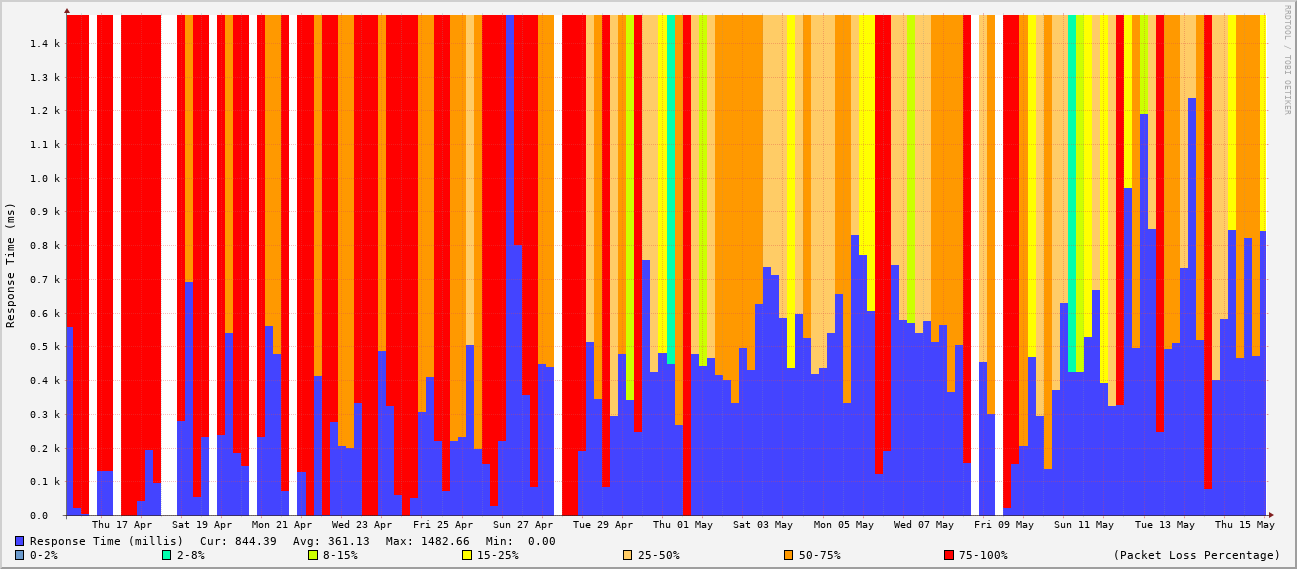 RRDTOOL / TOBI OETIKER
Response Time (ms)
1.4 k
1.3 k
1.2 k
1.1 k
1.0 k
0.9 k
0.8 k
0.7 k
0.6 k
0.5 k
0.4 k
0.3 k
0.2 k
0.1 k
0.0
Thu 17 Apr Sat 19 Apr Mon 21 Apr Wed 23 Apr Fri 25 Apr Sun 27 Apr Tue 29 Apr Thu 01 May Sat 03 May Mon 05 May Wed 07 May Fri 09 May Sun 11 May Tue 13 May Thu 15 May
Response Time (millis) Cur: 844.39 Avg: 361.13 Max: 1482.66 Min: 0.00
0-2% 2-8% 8-15% 15-25% 25-50% 50-75% 75-100% (Packet Loss Percentage)